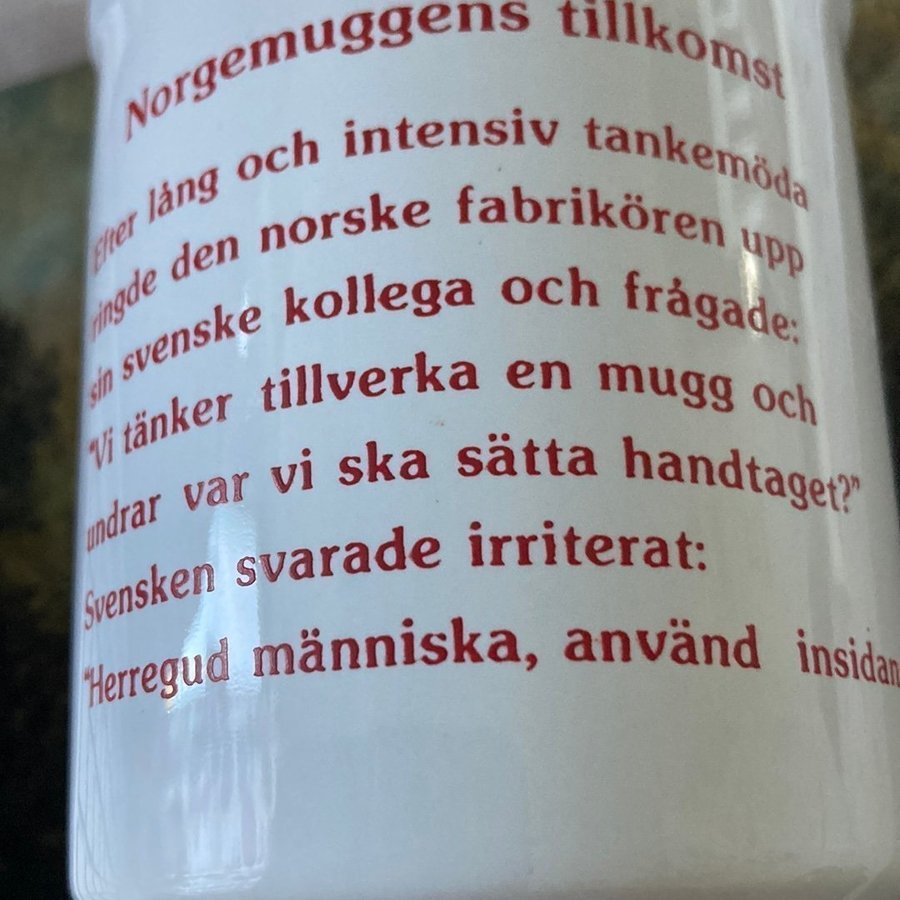 Norgemuggens tillkomst
Efter lång och intensiv tankemöda
ringde den norske fabrikören upp
sin svenske kollega och frågade:
"Vi tänker tillverka en mugg och
undrar var vi ska sätta handtaget?"
Svensken svarade irriterat:
"Herregud människa, använd insidan